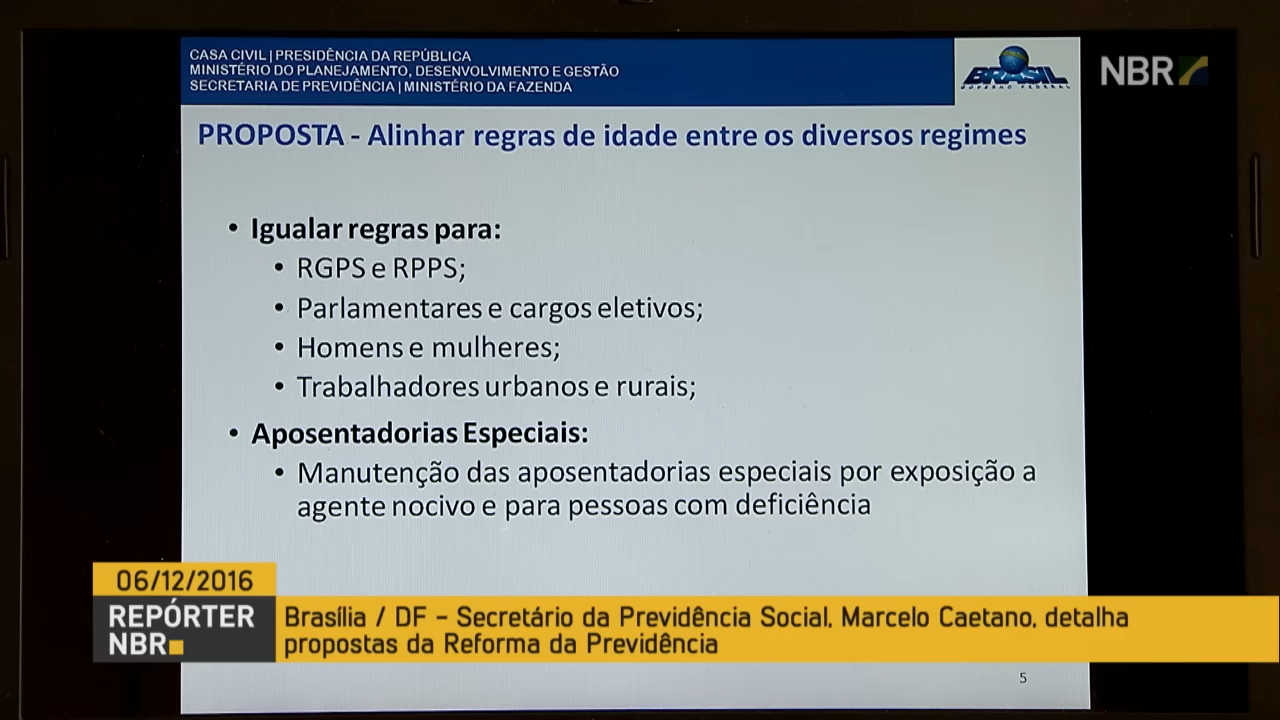 CASA CIVIL | PRESIDÊNCIA DA REPÚBLICA
MINISTÉRIO DO PLANEJAMENTO, DESENVOLVIMENTO E GESTÃO
SECRETARIA DE PREVIDÊNCIA | MINISTÉRIO DA FAZENDA
BRASIL
GOVERNO FEDERAL
NBR
PROPOSTA - Alinhar regras de idade entre os diversos regimes
• Igualar regras para:
• RGPS e RPPS;
• Parlamentares e cargos eletivos;
• Homens e mulheres;
• Trabalhadores urbanos e rurais;
• Aposentadorias Especiais:
• Manutenção das aposentadorias especiais por exposição a
agente nocivo e para pessoas com deficiência
06/12/2016
REPÓRTER
NBR
Brasília / DF - Secretário da Previdência Social, Marcelo Caetano, detalha
propostas da Reforma da Previdência
5